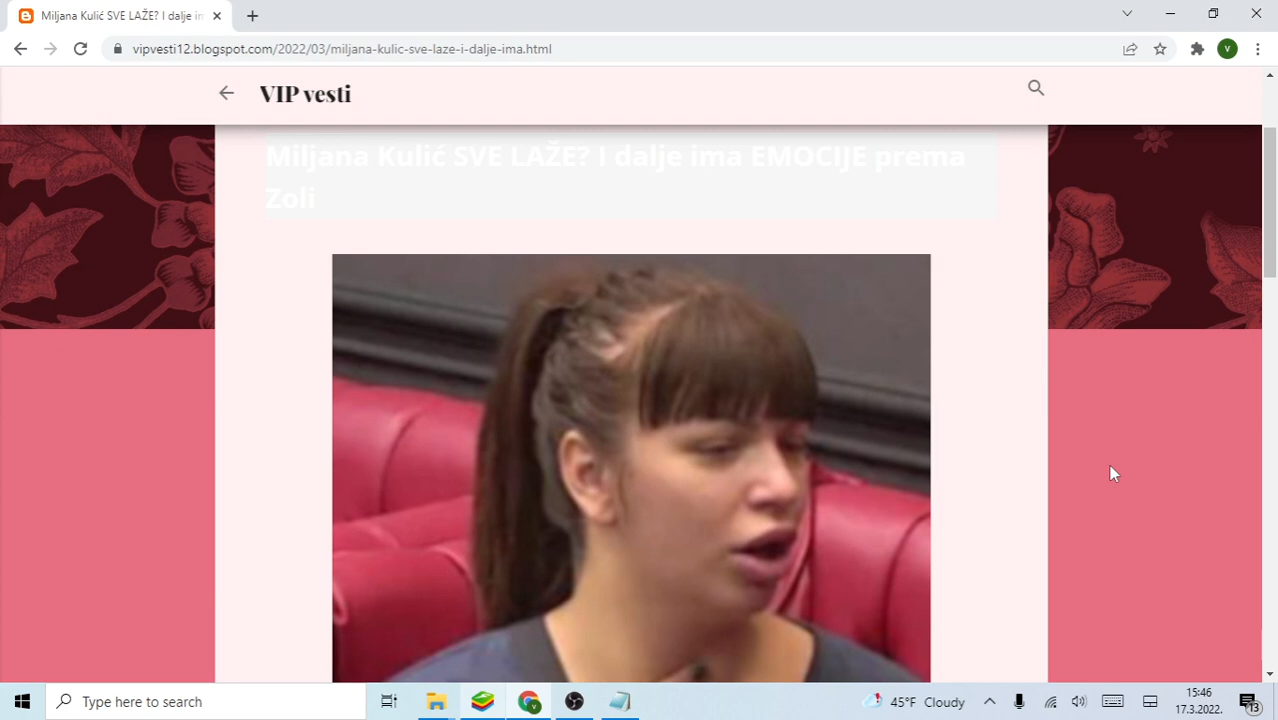 Miljana Kulić SVE LAŽE? I dalje in
vipvesti12.blogspot.com/2022/03/miljana-kulic-sve-laze-i-dalje-ima.html
V
VIP vesti
Miljana Kulić SVE LAŽE? I dalje ima EMOCIJE prema
Zoli
Type here to search
V
45°F Cloudy
15:46
17.3.2022.
13